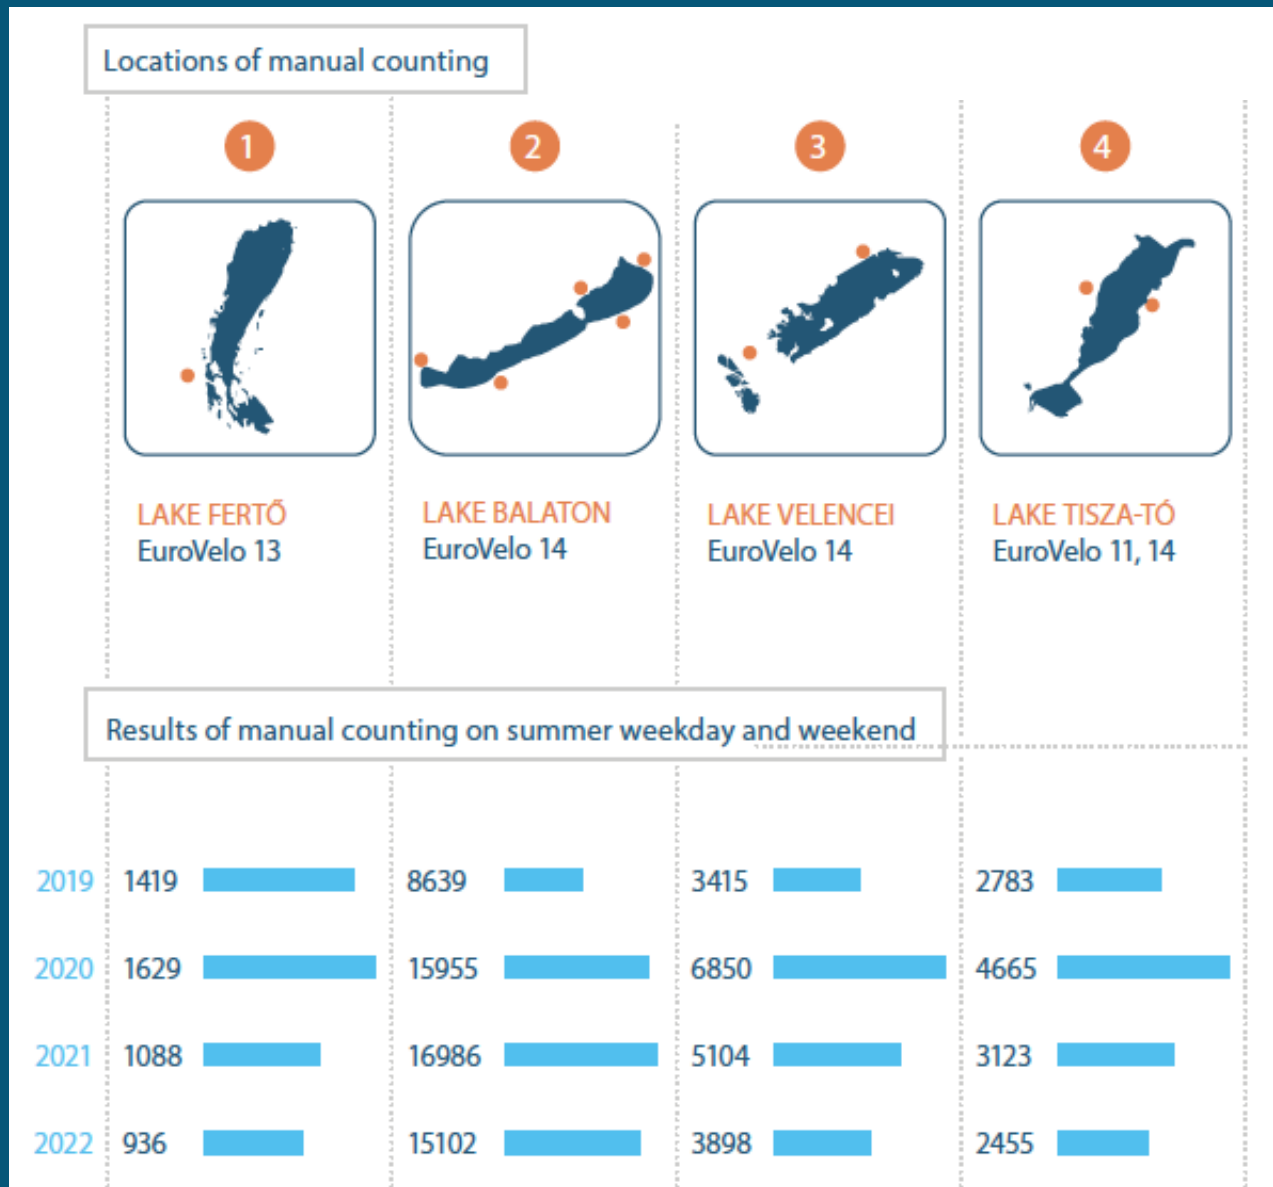 Locations of manual counting
1
2
3
4
LAKE FERTŐ
EuroVelo 13
LAKE BALATON
EuroVelo 14
LAKE VELENCEI
EuroVelo 14
LAKE TISZA-TÓ
EuroVelo 11, 14
Results of manual counting on summer weekday and weekend
2019 1419 8639 3415 2783
2020 1629 15955 6850 4665
2021 1088 16986 5104 3123
2022 936 15102 3898 2455